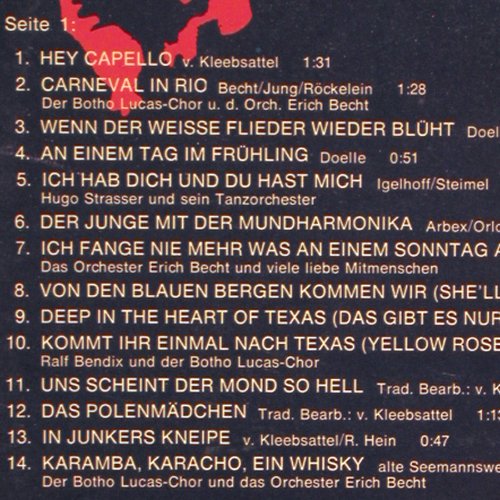 Seite 1:
1. HEY CAPELLO v. Kleebsattel 1:31
2. CARNEVAL IN RIO Becht/Jung/Röckelein 1:28
Der Botho Lucas-Chor u. d. Orch. Erich Becht
3. WENN DER WEISSE FLIEDER WIEDER BLÜHT Doel
4. AN EINEM TAG IM FRÜHLING Doelle 0:51
5. ICH HAB DICH UND DU HAST MICH Igelhoff/Steimel
Hugo Strasser und sein Tanzorchester
6. DER JUNGE MIT DER MUNDHARMONIKA Arbex/Orlo
7. ICH FANGE NIE MEHR WAS AN EINEM SONNTAG A
Das Orchester Erich Becht und viele liebe Mitmenschen
8. VON DEN BLAUEN BERGEN KOMMEN WIR (SHE'LL
9. DEEP IN THE HEART OF TEXAS (DAS GIBT ES NUR
10. KOMMT IHR EINMAL NACH TEXAS (YELLOW ROSE
Ralf Bendix und der Botho Lucas-Chor
11. UNS SCHEINT DER MOND SO HELL Trad. Bearb.: v. K
12. DAS POLENMÄDCHEN Trad. Bearb.: v. Kleebsattel 1:13
13. IN JUNKERS KNEIPE v. Kleebsattel/R. Hein 0:47
14. KARAMBA, KARACHO, EIN WHISKY alte Seemannswe
Der Botho Lucas-Chor und das Orchester Erich Becht